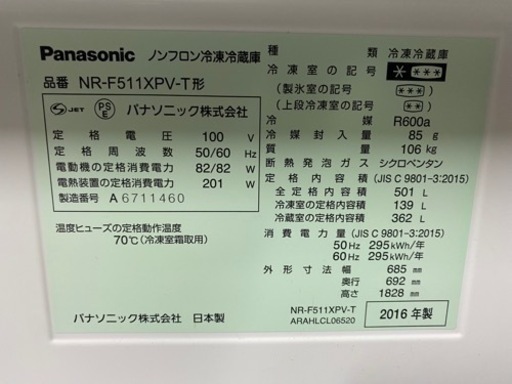 Panasonic ノンフロン冷凍冷蔵庫
品番 NR-F511XPV-T形
S JET PS E パナソニック株式会社
定格電圧 100 V
定格周波数 50/60 Hz
電動機の定格消費電力 82/82 W
電熱装置の定格消費電力 201 W
製造番号 A 6711460
温度ヒューズの定格動作温度
70℃(冷凍室霜取用)
パナソニック株式会社 日本製
種類 冷凍冷蔵庫
冷凍室の記号 ****
(製氷室の記号 ***)
(上段冷凍室の記号 ***)
冷媒 R600a
冷媒封入量 85g
質量 106kg
断熱発泡ガス シクロペンタン
定格内容積 (JIS C 9801-3:2015)
全定格内容積 501 L
冷凍室の定格内容積 139 L
冷蔵室の定格内容積 362 L
消費電力量 (JIS C 9801-3:2015)
50Hz 295kWh/年
60Hz 295kWh/年
外形寸法 幅 685 mm
奥行 692 mm
高さ 1828 mm
NR-F511XPV-T
ARAHLCL06520
2016年製